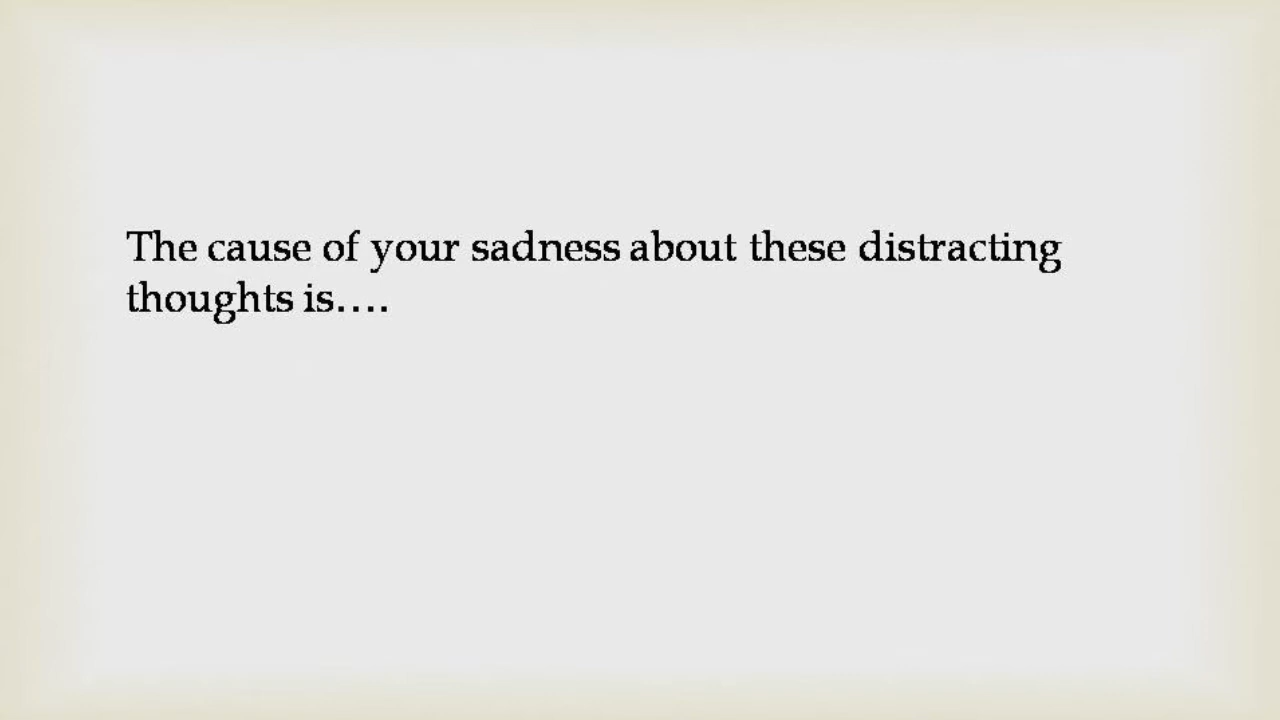 The cause of your sadness about these distracting
thoughts is….